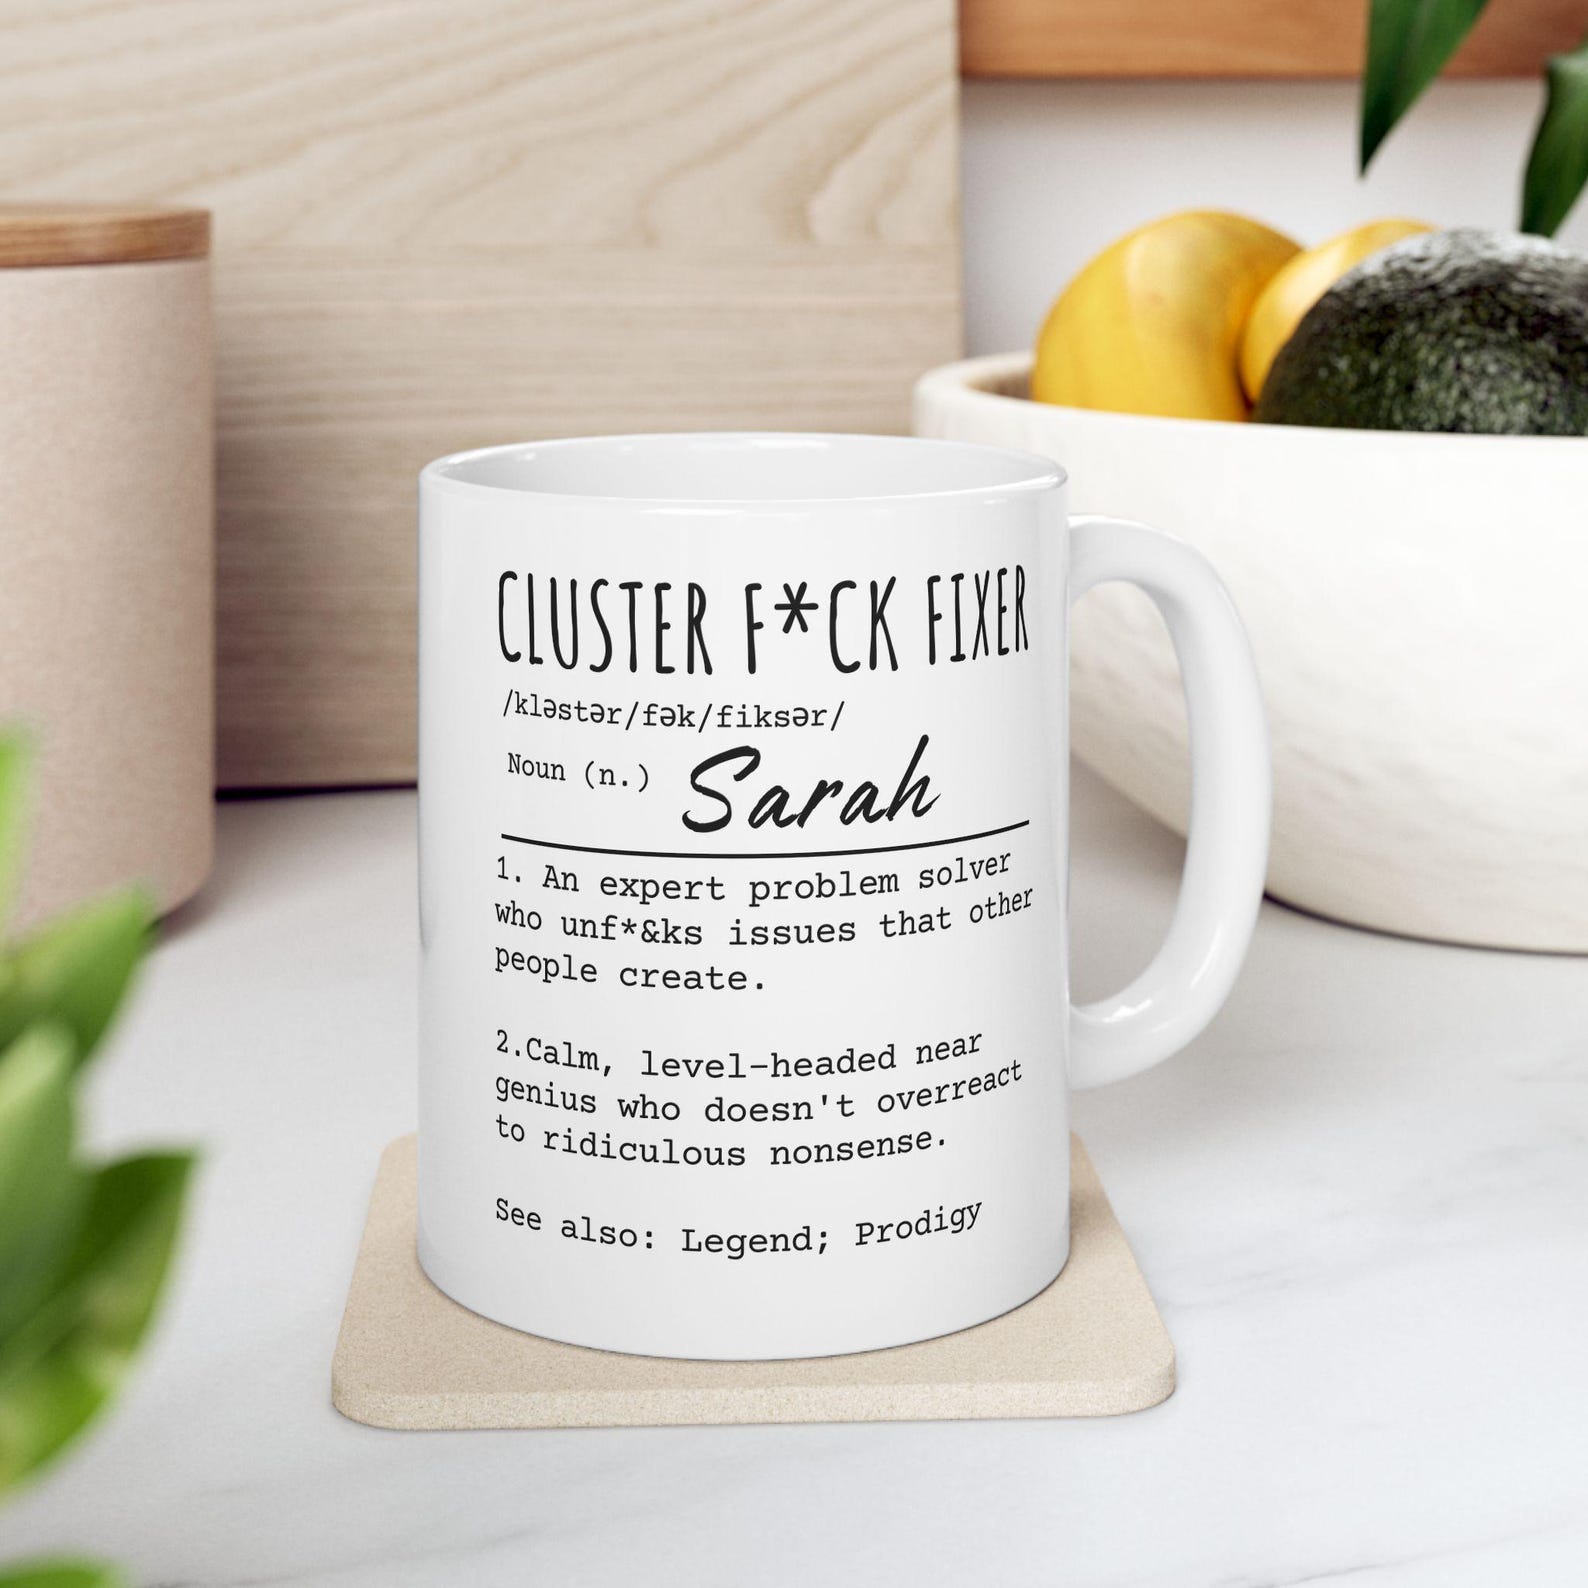 CLUSTER F*CK FIXER
/kləstər/fək/fiksər/
Noun (n.) Sarah
1. An expert problem solver
who unf*&ks issues that other
people create.
2.Calm, level-headed near
genius who doesn't overreact
to ridiculous nonsense.
See also: Legend; Prodigy